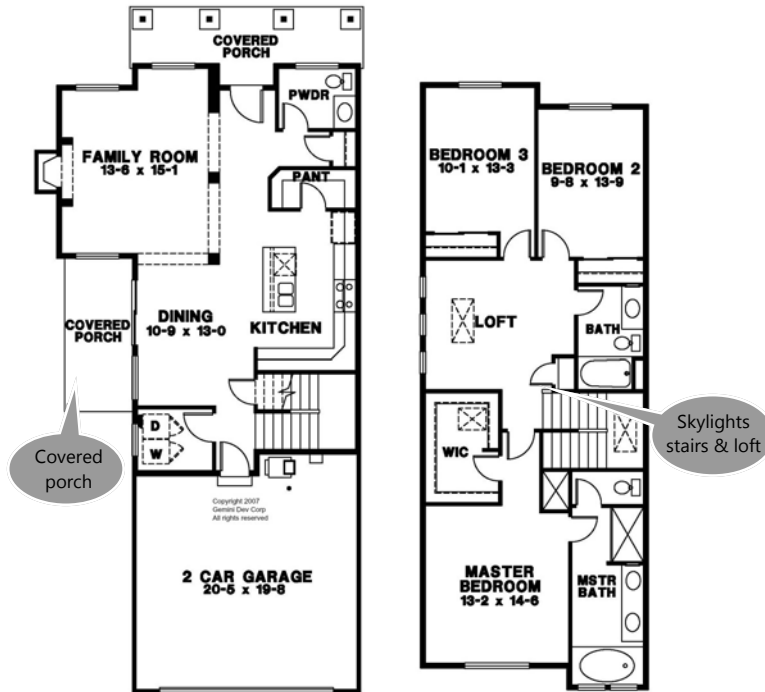 COVERED
PORCH
PWDR
FAMILY ROOM
13-6 x 15-1
PANT
DINING
10-9 x 13-0
KITCHEN
COVERED
PORCH
D
W
Covered
porch
Copyright 2007
Gemini Dev Corp
All rights reserved
2 CAR GARAGE
20-5 x 19-8
BEDROOM 3
10-1 x 13-3
BEDROOM 2
9-8 x 13-9
LOFT
BATH
Skylights
stairs & loft
WIC
MASTER
BEDROOM
13-2 x 14-6
MSTR
BATH